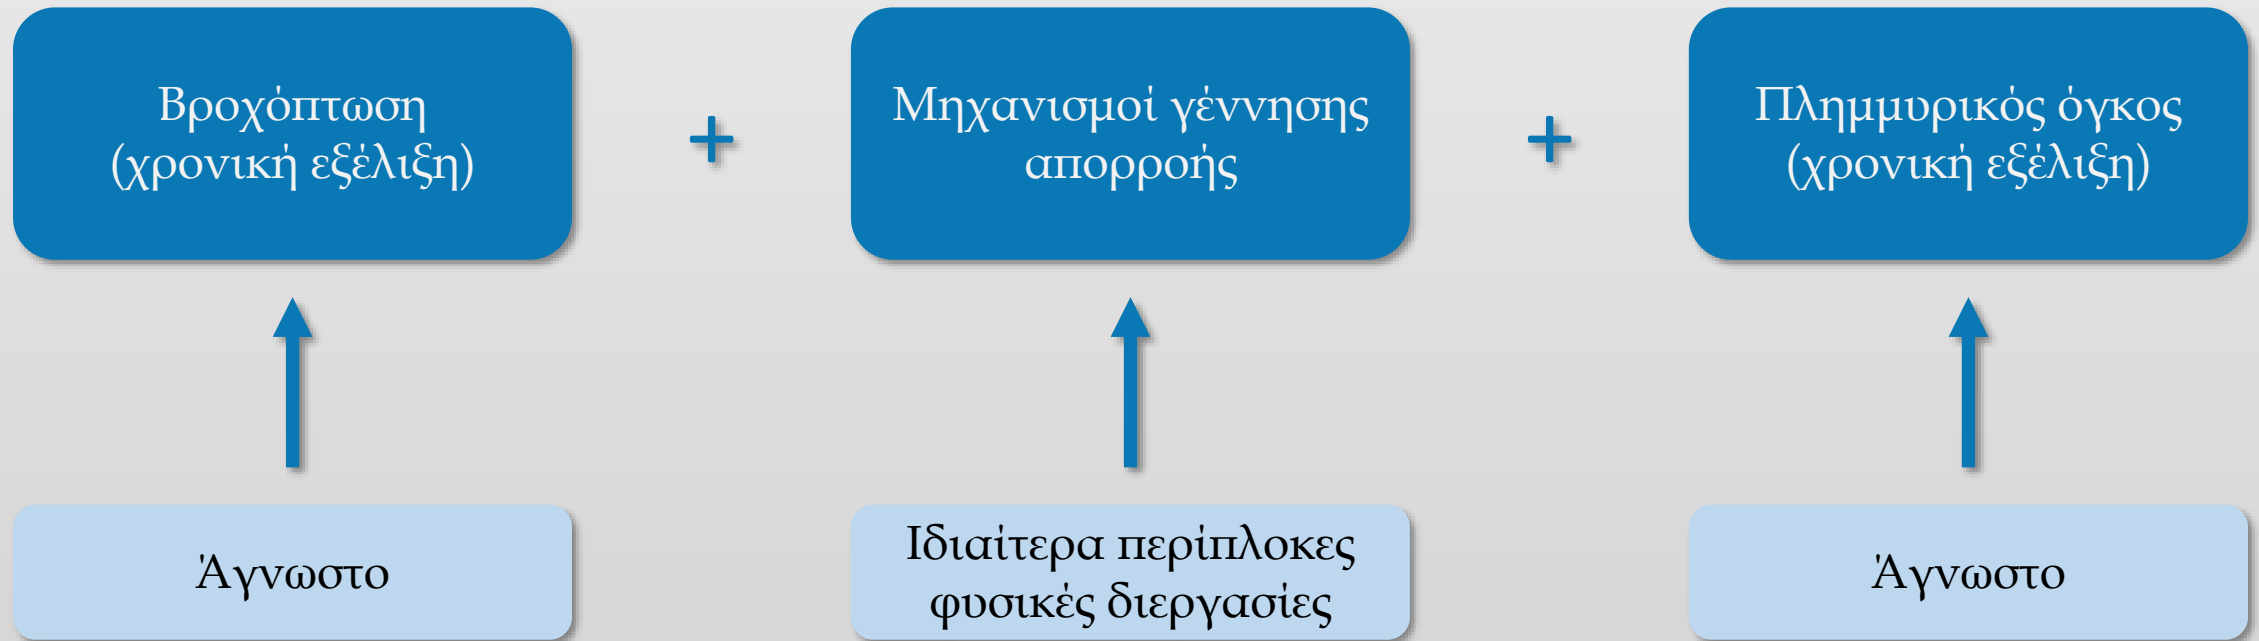 Βροχόπτωση
(χρονική εξέλιξη)
+
Μηχανισμοί γέννησης
απορροής
+
Πλημμυρικός όγκος
(χρονική εξέλιξη)
Άγνωστο
Ιδιαίτερα περίπλοκες
φυσικές διεργασίες
Άγνωστο